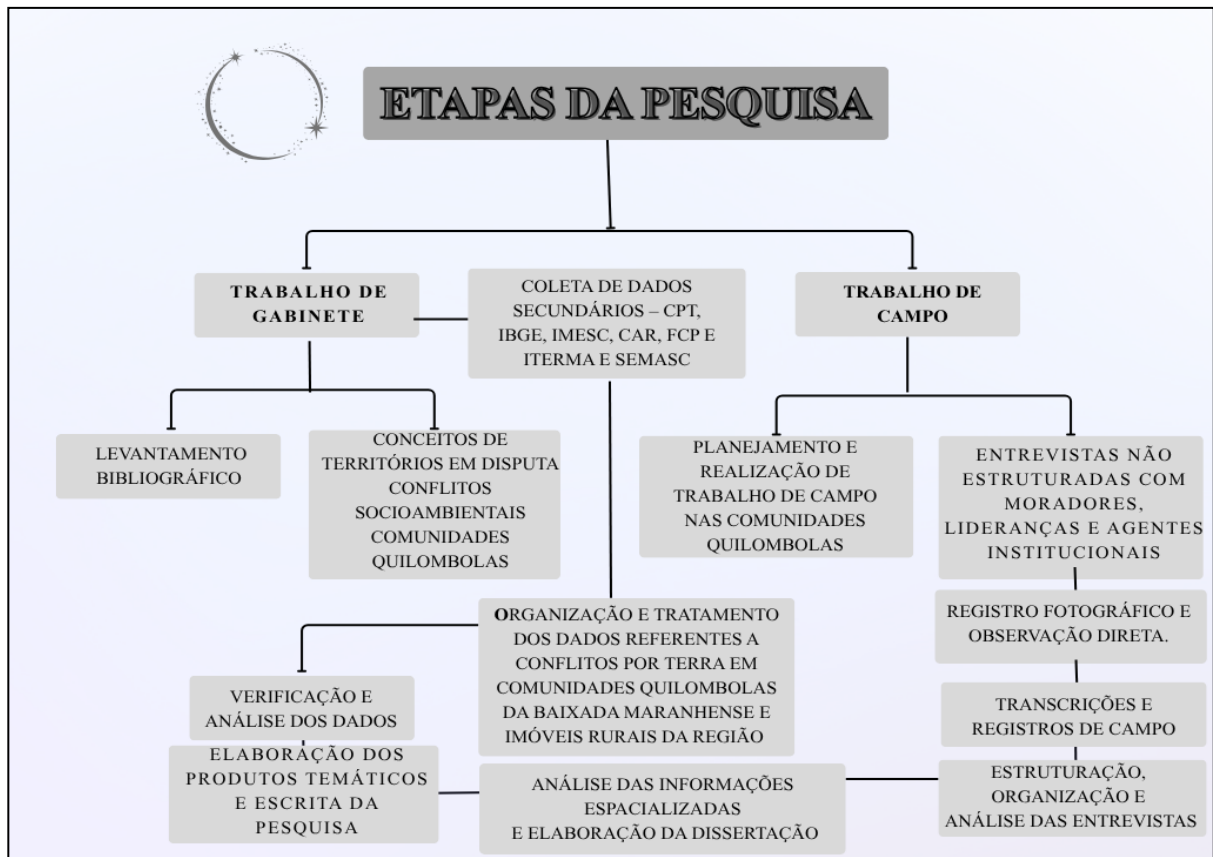 ETAPAS DA PESQUISA
TRABALHO DE
GABINETE
COLETA DE DADOS
SECUNDÁRIOS – CPT,
IBGE, IMESC, CAR, FCP E
ITERMA E SEMASC
TRABALHO DE
CAMPO
LEVANTAMENTO
BIBLIOGRÁFICO
CONCEITOS DE
TERRITÓRIOS EM DISPUTA
CONFLITOS
SOCIOAMBIENTAIS
COMUNIDADES
QUILOMBOLAS
PLANEJAMENTO E
REALIZAÇÃO DE
TRABALHO DE CAMPO
NAS COMUNIDADES
QUILOMBOLAS
ENTREVISTAS NÃO
ESTRUTURADAS COM
MORADORES,
LIDERANÇAS E AGENTES
INSTITUCIONAIS
ORGANIZAÇÃO E TRATAMENTO
DOS DADOS REFERENTES A
CONFLITOS POR TERRA EM
COMUNIDADES QUILOMBOLAS
DA BAIXADA MARANHENSE E
IMÓVEIS RURAIS DA REGIÃO
REGISTRO FOTOGRÁFICO E
OBSERVAÇÃO DIRETA.
VERIFICAÇÃO E
ANÁLISE DOS DADOS
TRANSCRIÇÕES E
REGISTROS DE CAMPO
ELABORAÇÃO DOS
PRODUTOS TEMÁTICOS
E ESCRITA DA
PESQUISA
ANÁLISE DAS INFORMAÇÕES
ESPACIALIZADAS
E ELABORAÇÃO DA DISSERTAÇÃO
ESTRUTURAÇÃO,
ORGANIZAÇÃO E
ANÁLISE DAS ENTREVISTAS